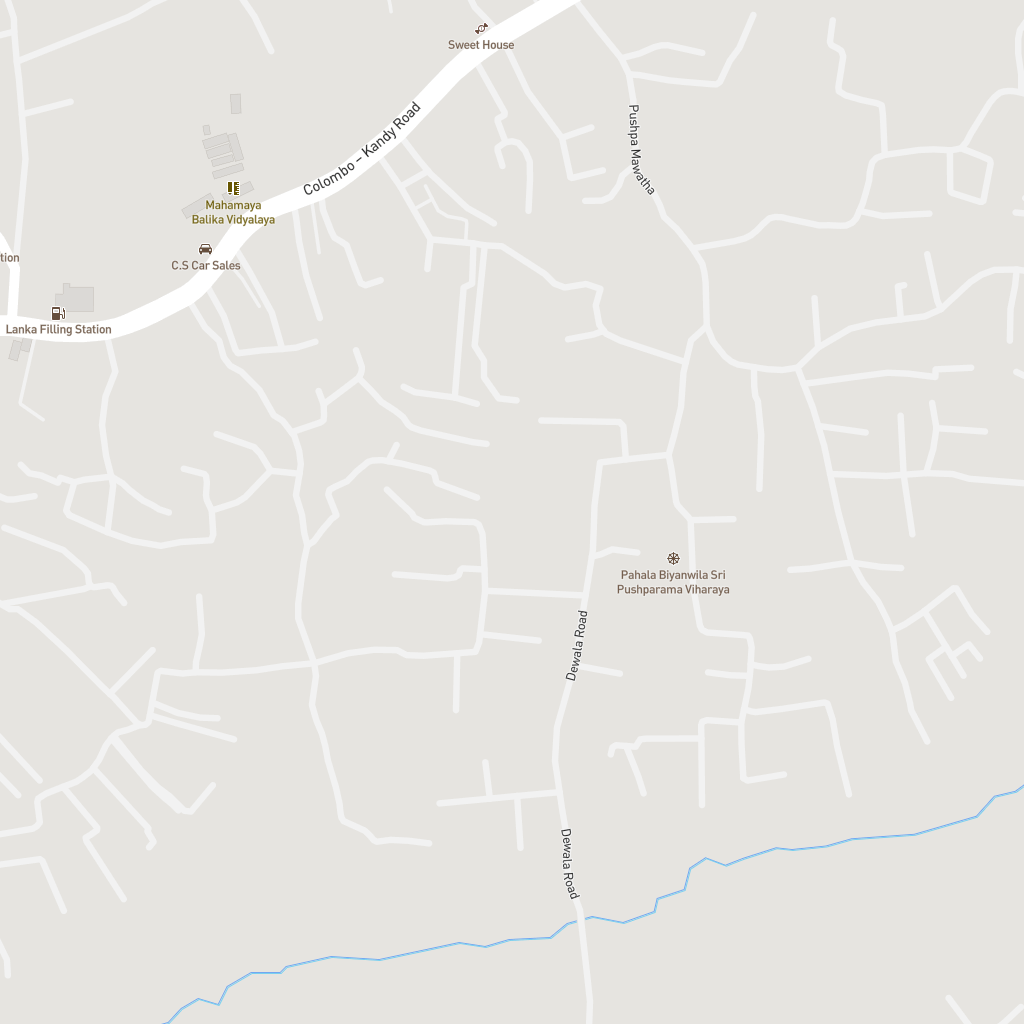 Sweet House
Colombo - Kandy Road
Pushpa Mawatha
Mahamaya
Balika Vidyalaya
tion
C.S Car Sales
Lanka Filling Station
Pahala Biyanwila Sri
Pushparama Viharaya
Dewala Road
Dewala Road